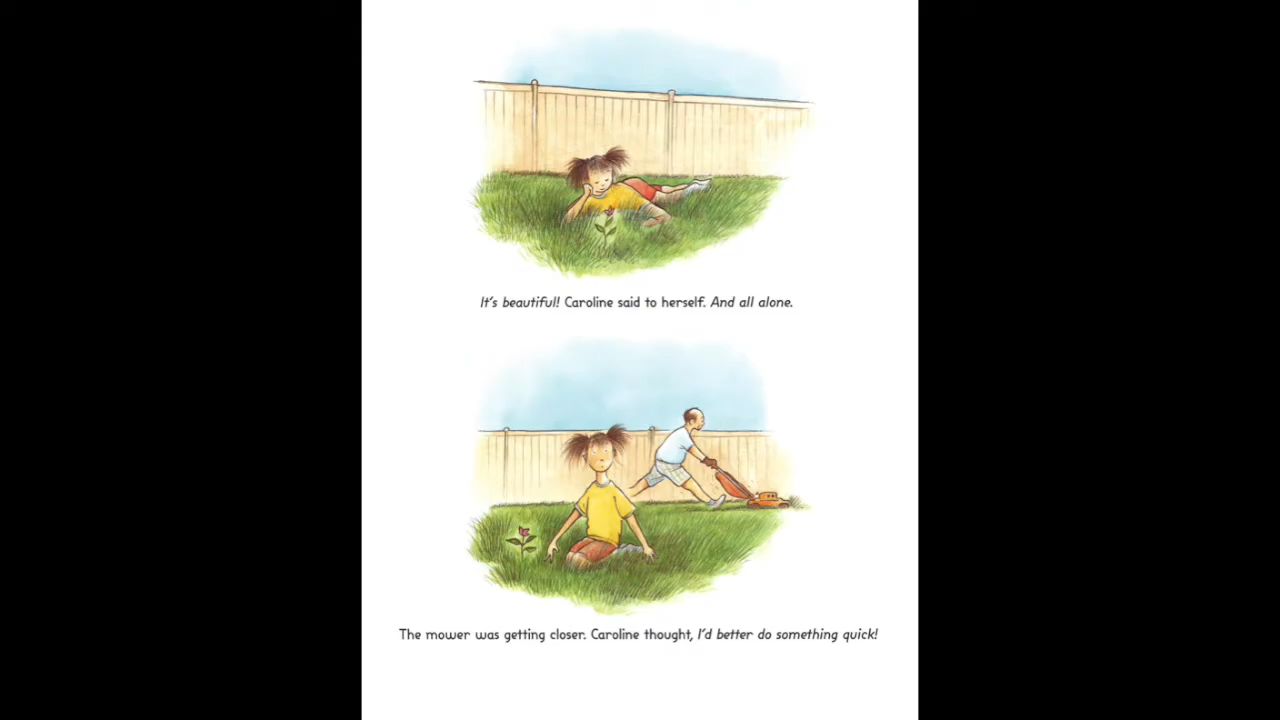 It's beautiful! Caroline said to herself. And all alone.
The mower was getting closer. Caroline thought, I'd better do something quick!